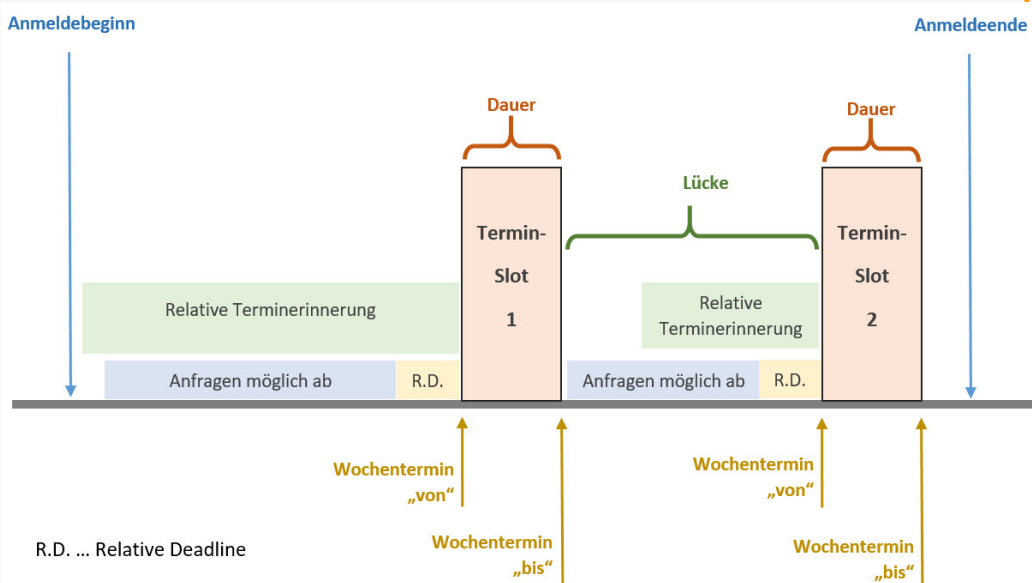 Anmeldebeginn
Anmeldeende
Dauer
Dauer
Lücke
Termin-
Slot
1
Termin-
Slot
2
Relative Terminerinnerung
Relative
Terminerinnerung
Anfragen möglich ab
R.D.
Anfragen möglich ab
R.D.
Wochentermin
„von“
Wochentermin
„von“
Wochentermin
„bis“
Wochentermin
„bis“
R.D. ... Relative Deadline